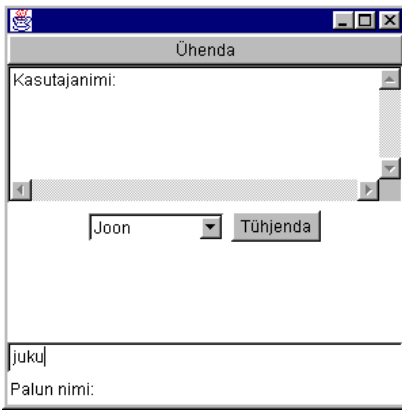 Ühenda
Kasutajanimi:
Joon Tühjenda
juku
Palun nimi: